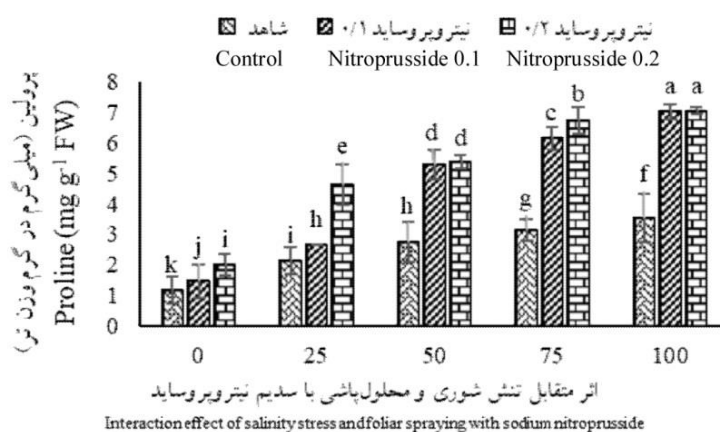 شاهد نیتروپروساید ۰/۱ نیتروپروساید ۰/۲
Control Nitroprusside 0.1 Nitroprusside 0.2
پرولین (میلی گرم در گرم وزن تر)
Proline (mg g-1 FW)
8
7
6
5
4
3
2
1
0
k j i i h e h d d g c b f a a
0 25 50 75 100
اثر متقابل تنش شوری و محلول‌پاشی با سدیم نیتروپروساید
Interaction effect of salinity stress and foliar spraying with sodium nitroprusside